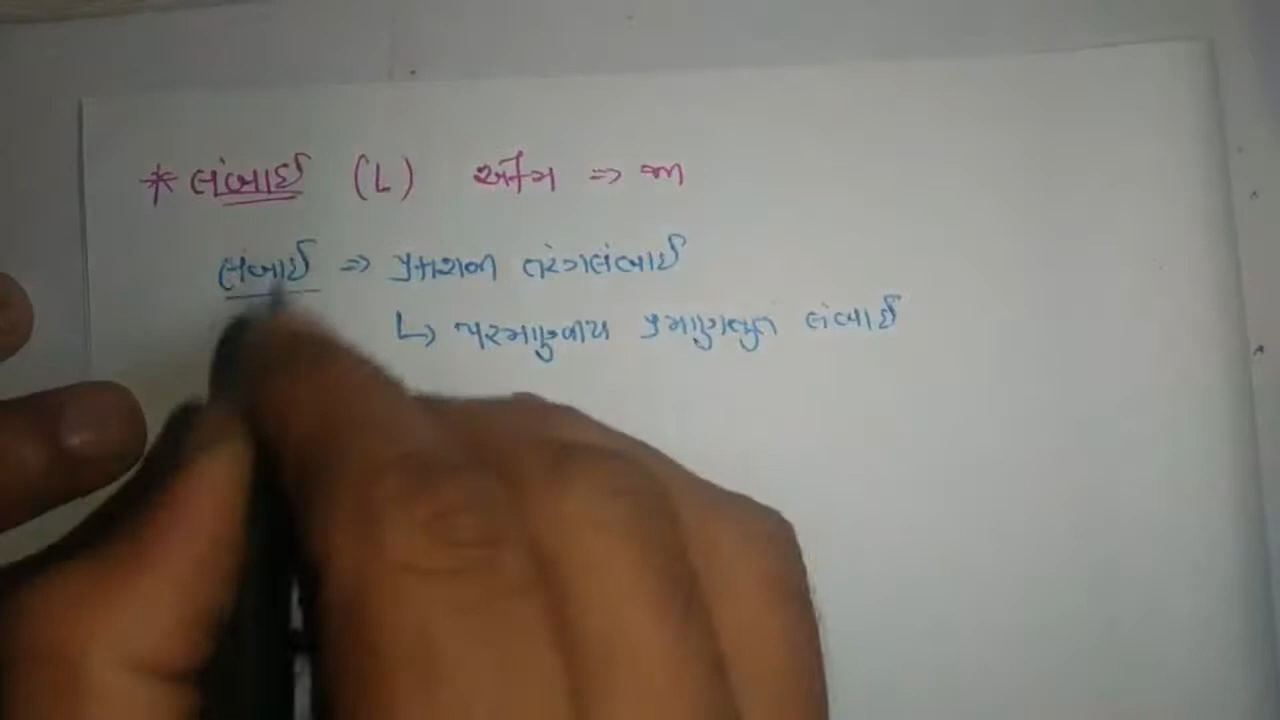 * લંબાઈ (L) એકમ ⇒ m
લંબાઈ ⇒ પ્રકાશની તરંગલંબાઈ
↳ પરમાણ્વીય પ્રમાણભૂત લંબાઈ